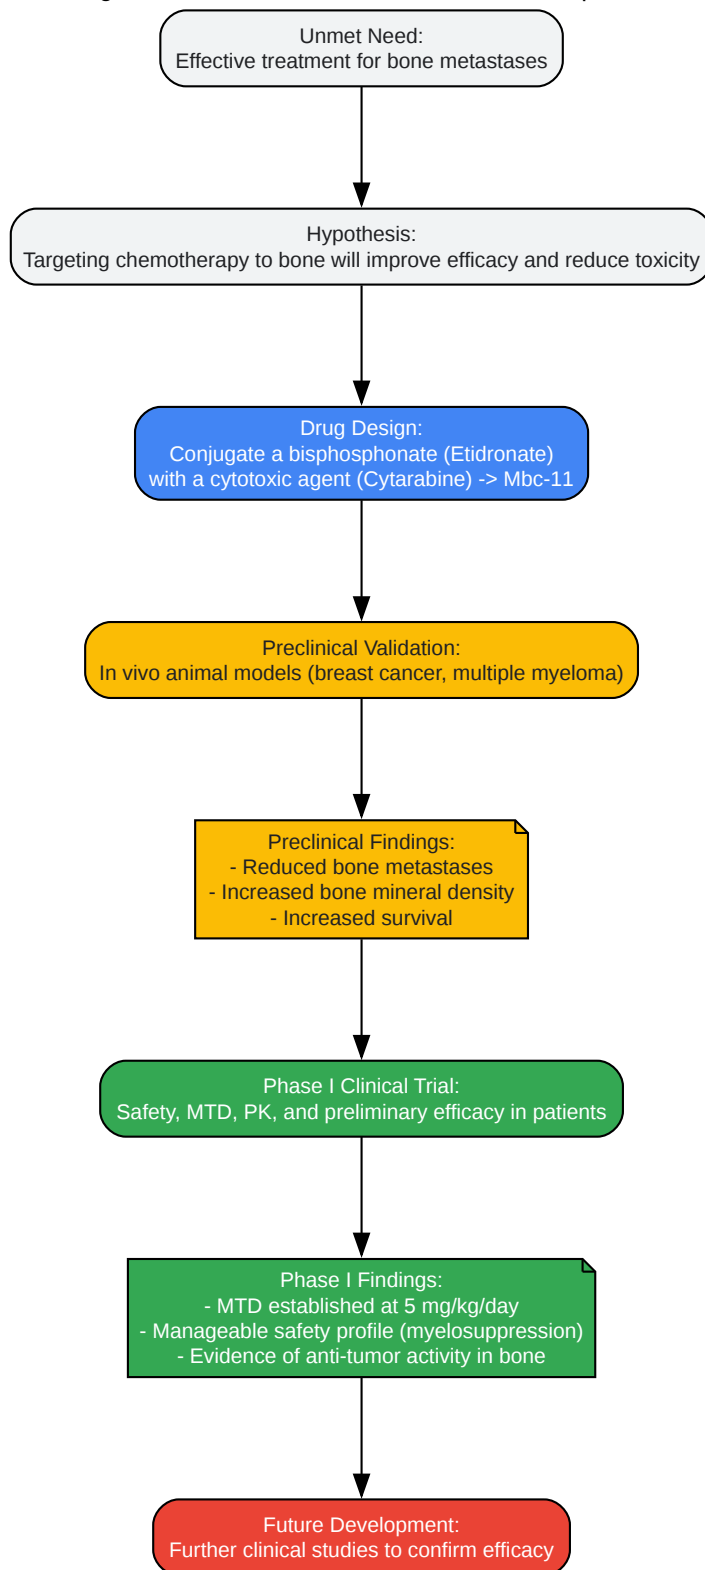 Unmet Need:
Effective treatment for bone metastases
Hypothesis:
Targeting chemotherapy to bone will improve efficacy and reduce toxicity
Drug Design:
Conjugate a bisphosphonate (Etidronate)
with a cytotoxic agent (Cytarabine) -> Mbc-11
Preclinical Validation:
In vivo animal models (breast cancer, multiple myeloma)
Preclinical Findings:
- Reduced bone metastases
- Increased bone mineral density
- Increased survival
Phase I Clinical Trial:
Safety, MTD, PK, and preliminary efficacy in patients
Phase I Findings:
- MTD established at 5 mg/kg/day
- Manageable safety profile (myelosuppression)
- Evidence of anti-tumor activity in bone
Future Development:
Further clinical studies to confirm efficacy